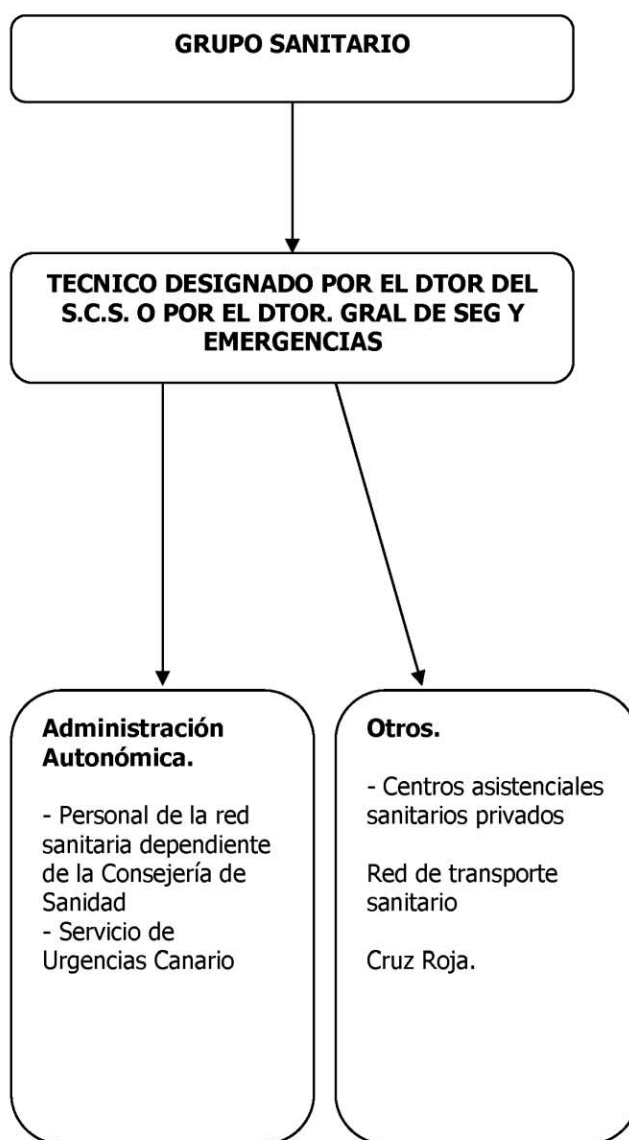 GRUPO SANITARIO
TECNICO DESIGNADO POR EL DTOR DEL
S.C.S. O POR EL DTOR. GRAL DE SEG Y
EMERGENCIAS
Administración
Autonómica.
- Personal de la red
sanitaria dependiente
de la Consejería de
Sanidad
- Servicio de
Urgencias Canario
Otros.
- Centros asistenciales
sanitarios privados
Red de transporte
sanitario
Cruz Roja.